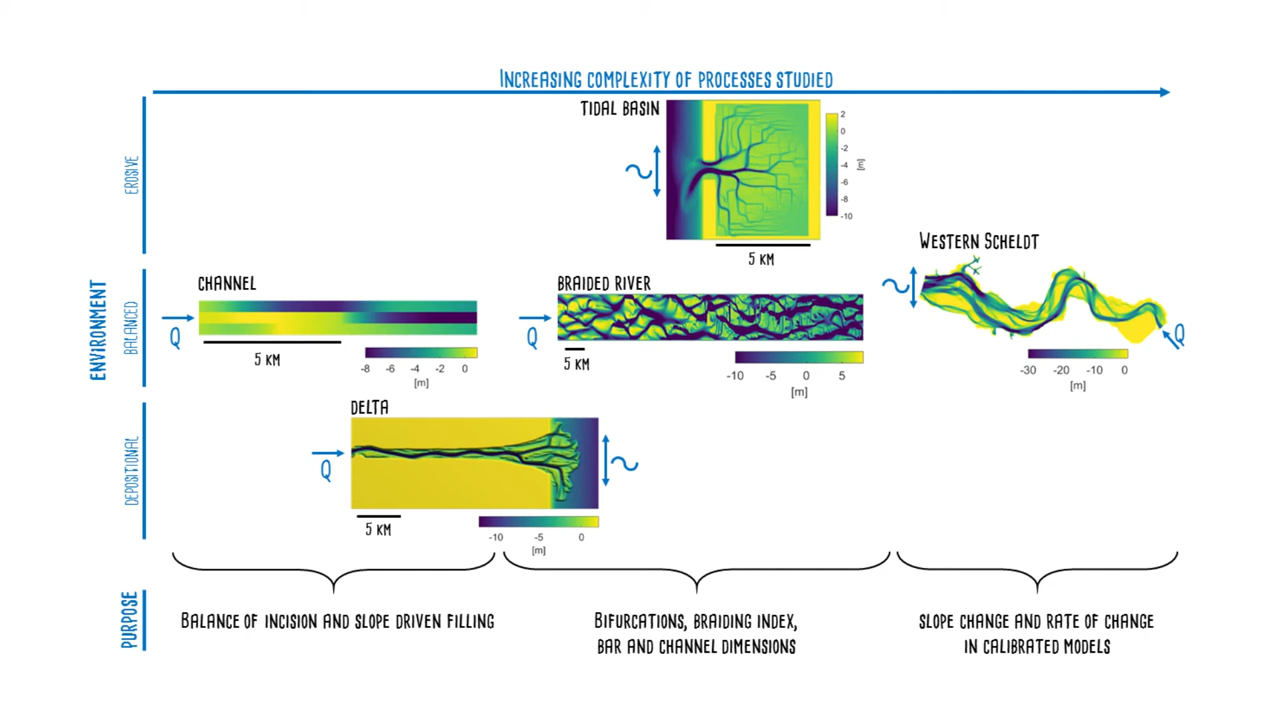 INCREASING COMPLEXITY OF PROCESSES STUDIED
TIDAL BASIN
2
0
-2
-4
-6
-8
-10
[m]
5 KM
EROSIVE
ENVIRONMENT
BALANCED
DEPOSITIONAL
CHANNEL
Q
5 KM
-8 -6 -4 -2 0
[m]
BRAIDED RIVER
Q
5 KM
-10 -5 0 5
[m]
WESTERN SCHELDT
Q
-30 -20 -10 0
[m]
DELTA
Q
5 KM
-10 -5 0
[m]
PURPOSE
BALANCE OF INCISION AND SLOPE DRIVEN FILLING
BIFURCATIONS, BRAIDING INDEX,
BAR AND CHANNEL DIMENSIONS
SLOPE CHANGE AND RATE OF CHANGE
IN CALIBRATED MODELS